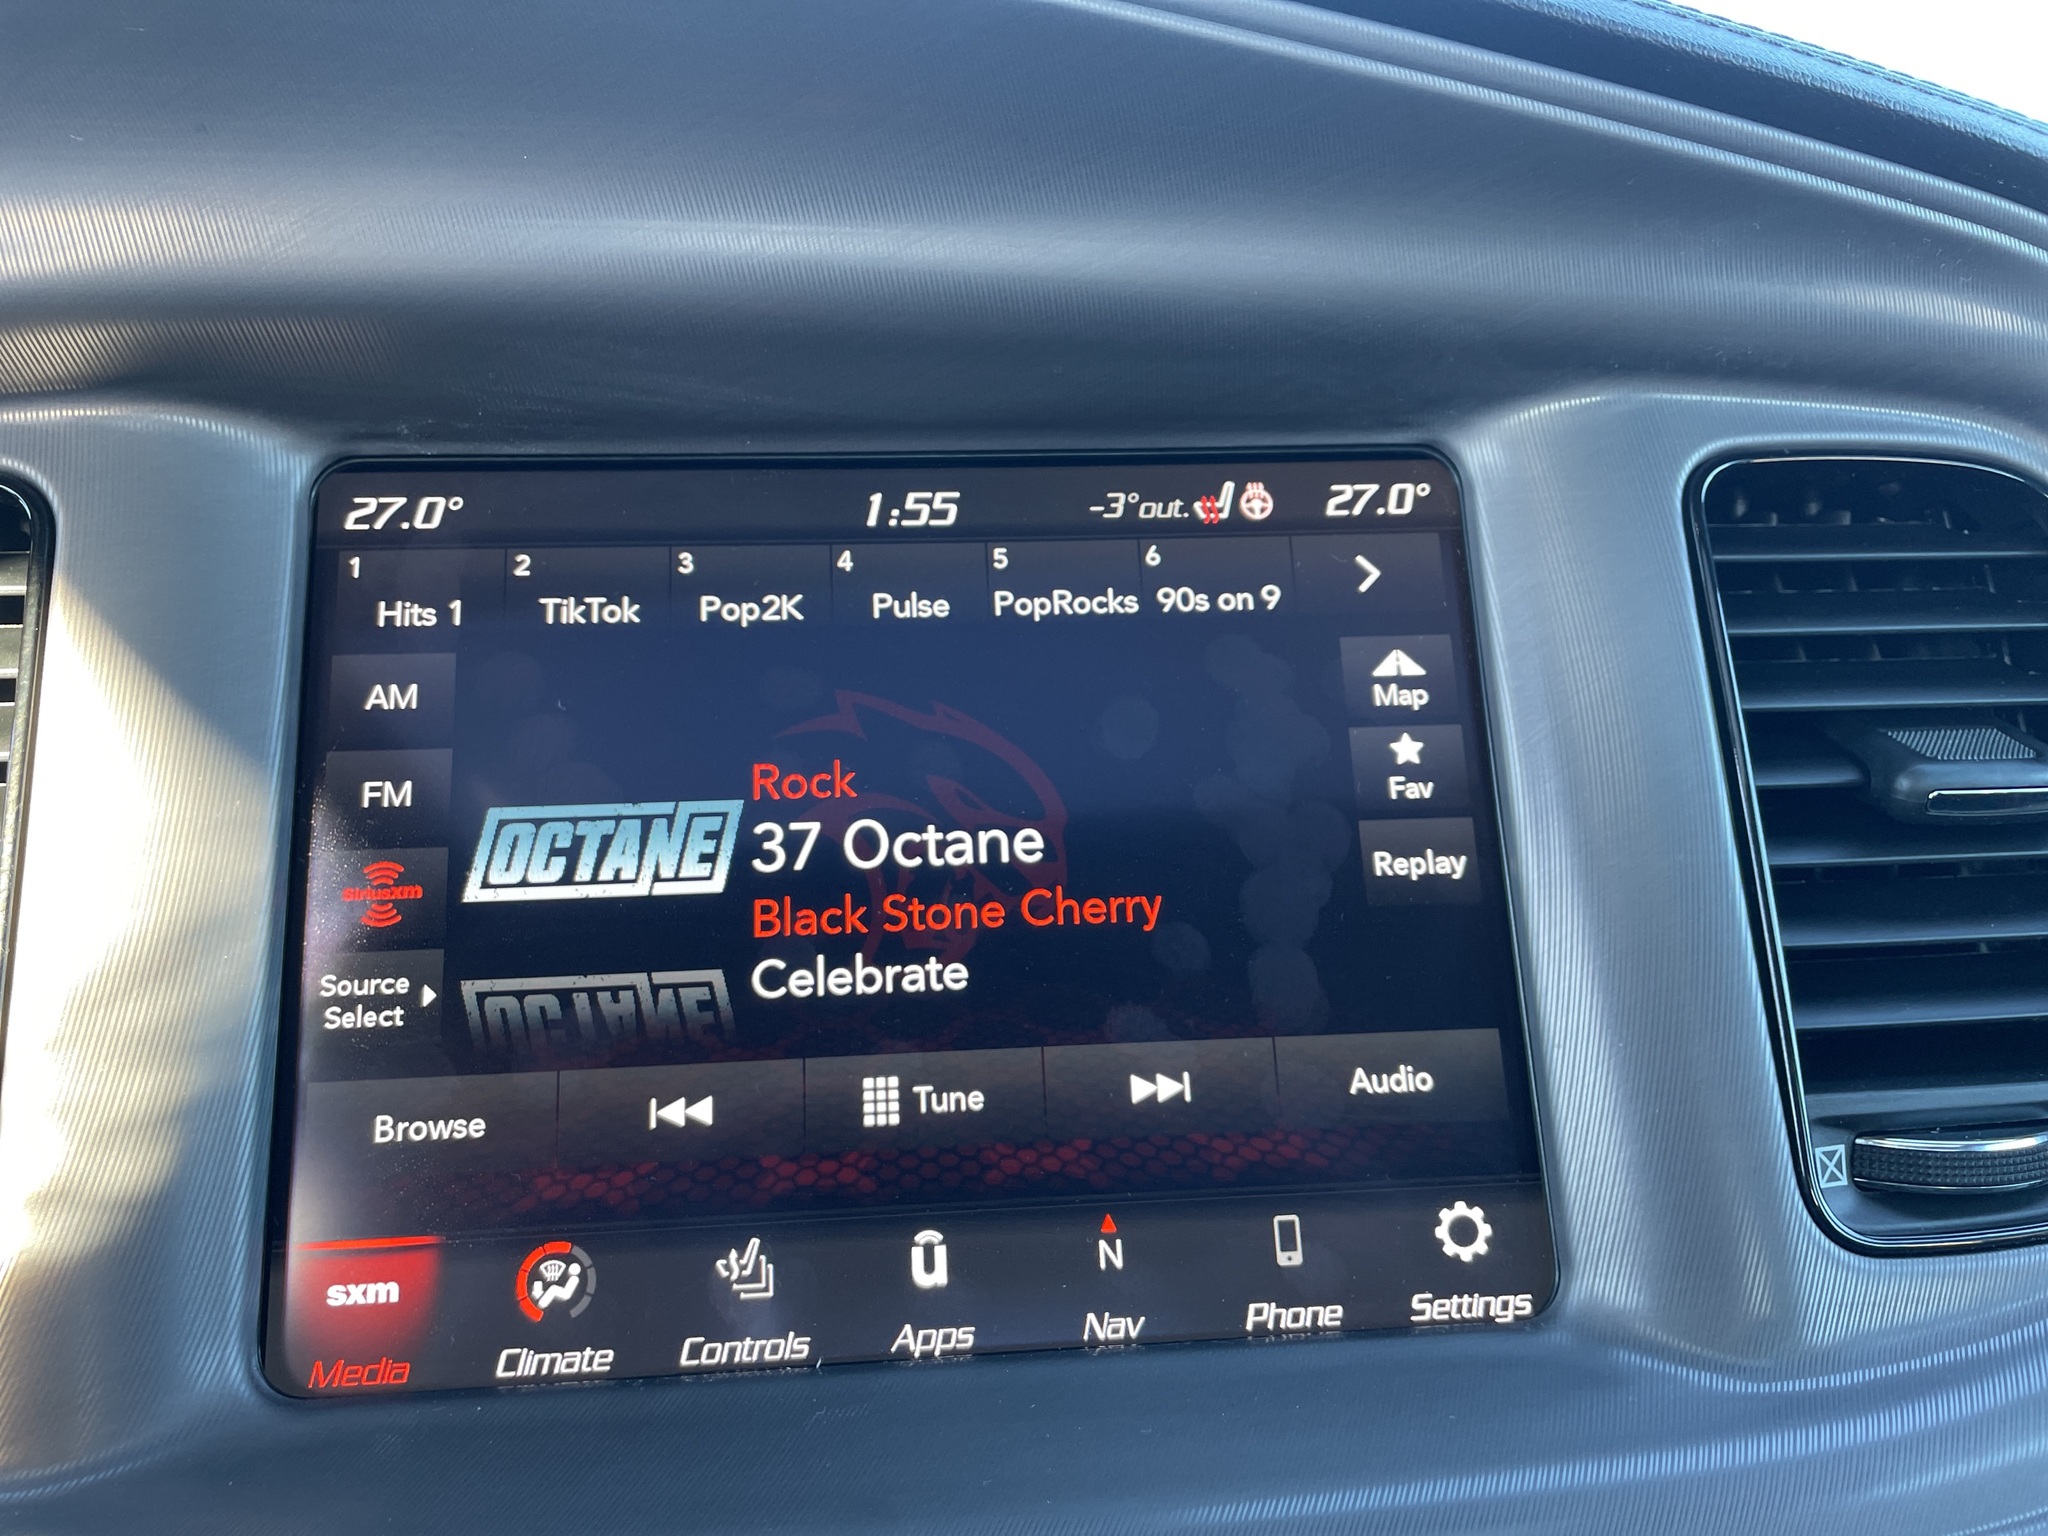 27.0° 1:55 -3°out. 27.0°
1 2 3 4 5 6
Hits 1 TikTok Pop2K Pulse PopRocks 90s on 9
AM
FM
siriusxm
Source
Select
OCTANE
Rock
37 Octane
Black Stone Cherry
Celebrate
Map
Fav
Replay
Browse Tune Audio
sxm
Media
Climate
Controls
u
Apps
N
Nav
Phone
Settings